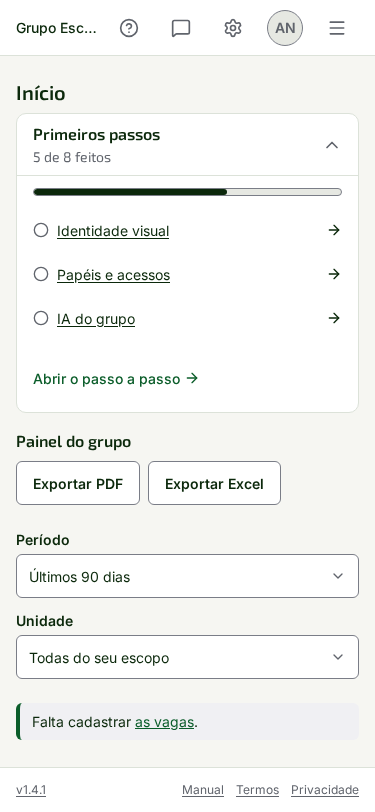 Grupo Esc...
AN
Início
Primeiros passos
5 de 8 feitos
Identidade visual
Papéis e acessos
IA do grupo
Abrir o passo a passo
Painel do grupo
Exportar PDF
Exportar Excel
Período
Últimos 90 dias
Unidade
Todas do seu escopo
Falta cadastrar as vagas.
v1.4.1
Manual
Termos
Privacidade